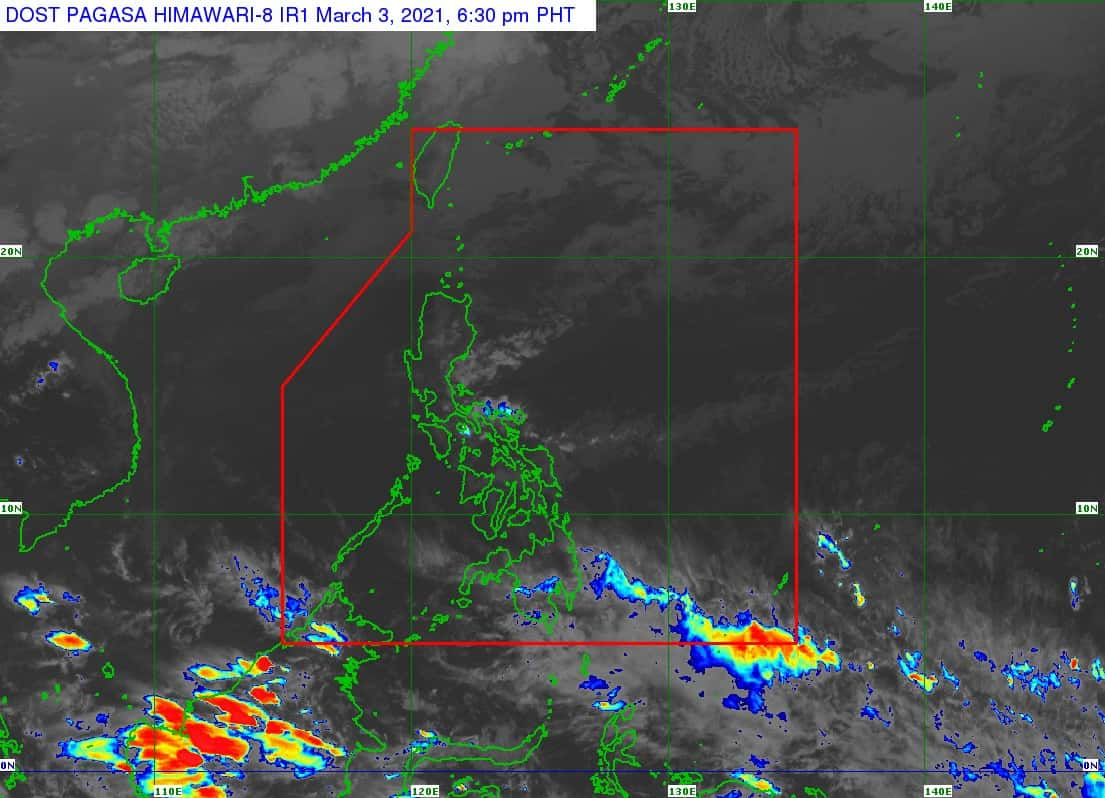 DOST PAGASA HIMAWARI-8 IR1 March 3, 2021, 6:30 pm PHT
130E
140E
20N
20N
10N
10N
0N
0N
110E
120E
130E
140E